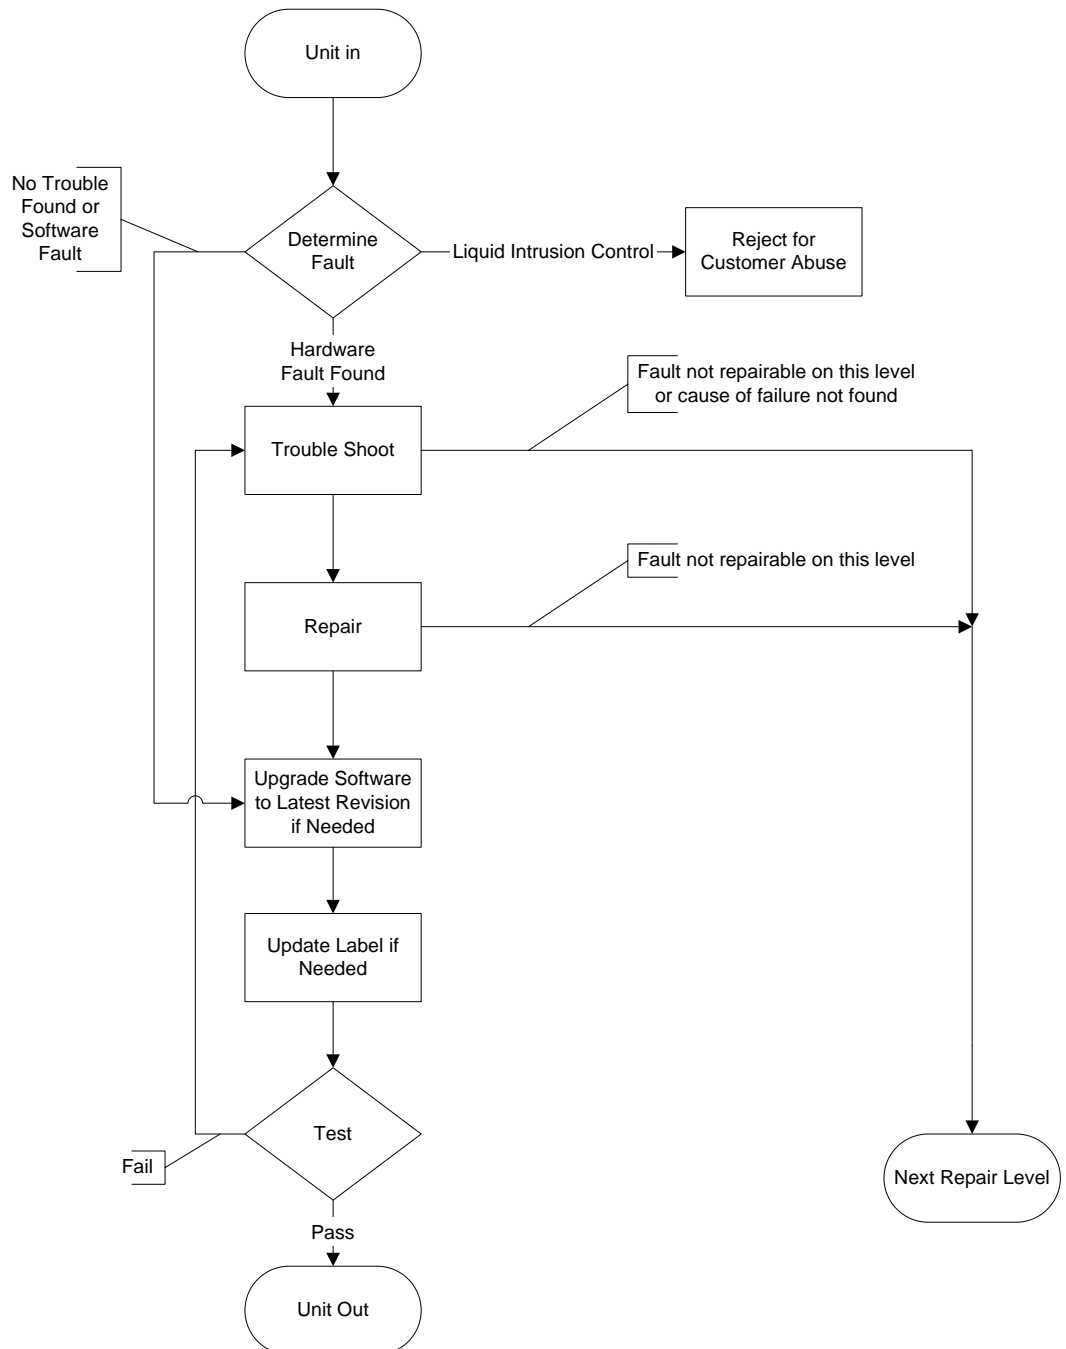 Unit in
No Trouble
Found or
Software
Fault
Determine
Fault
Liquid Intrusion Control
Reject for
Customer Abuse
Hardware
Fault Found
Fault not repairable on this level
or cause of failure not found
Trouble Shoot
Fault not repairable on this level
Repair
Upgrade Software
to Latest Revision
if Needed
Update Label if
Needed
Test
Fail
Next Repair Level
Pass
Unit Out